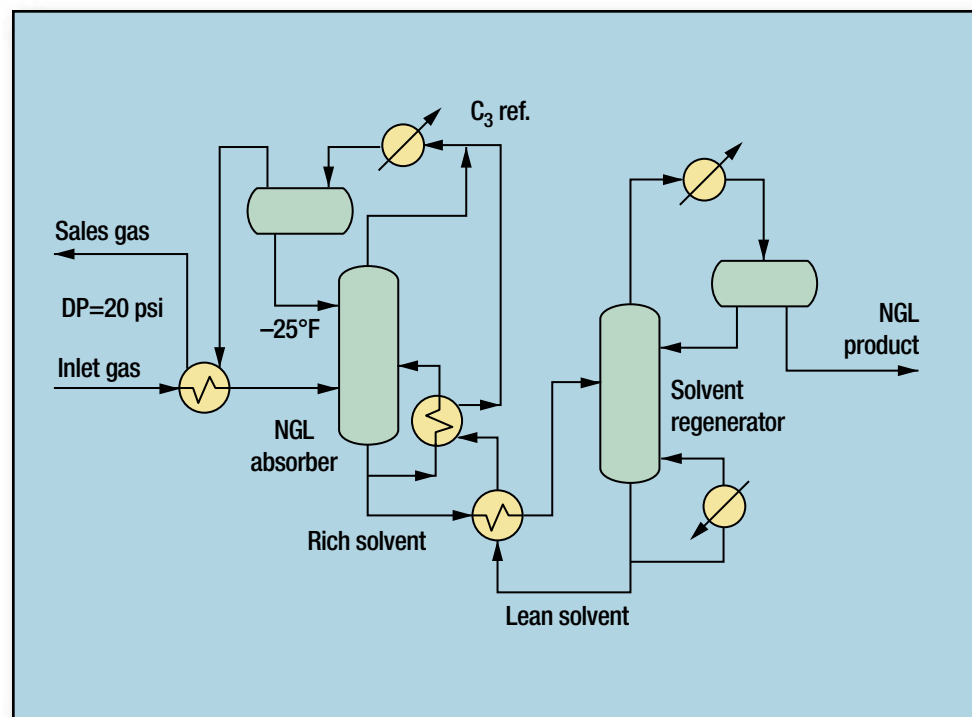 C₃ ref.
Sales gas
DP=20 psi
–25°F
Inlet gas
NGL
absorber
NGL
product
Solvent
regenerator
Rich solvent
Lean solvent